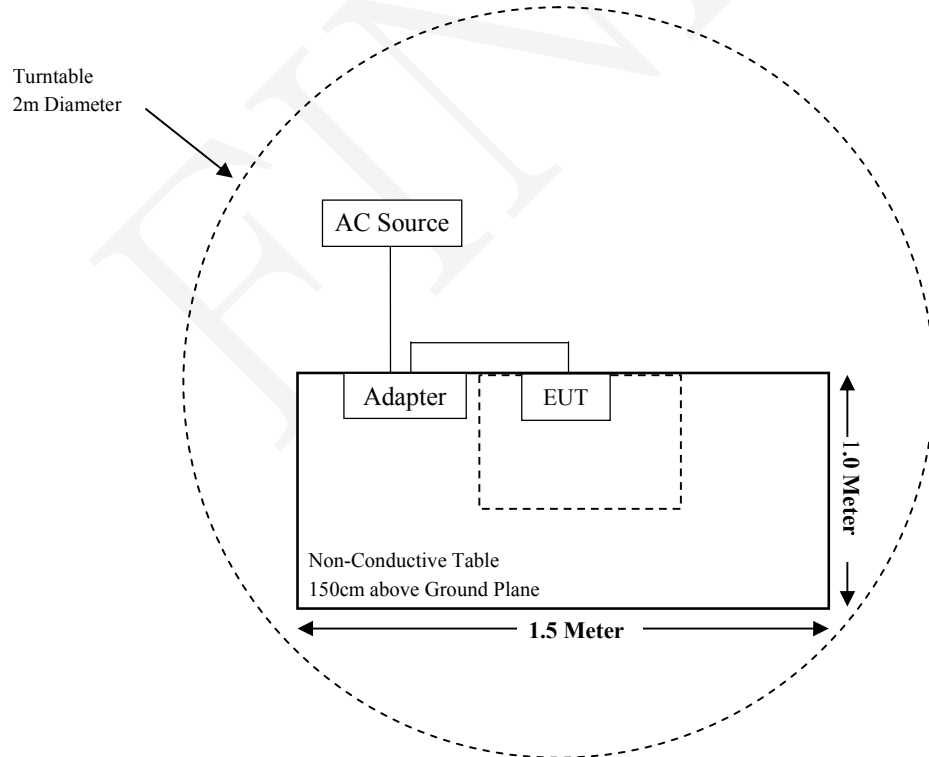 Turntable
2m Diameter
AC Source
Adapter
EUT
1.0 Meter
Non-Conductive Table
150cm above Ground Plane
1.5 Meter